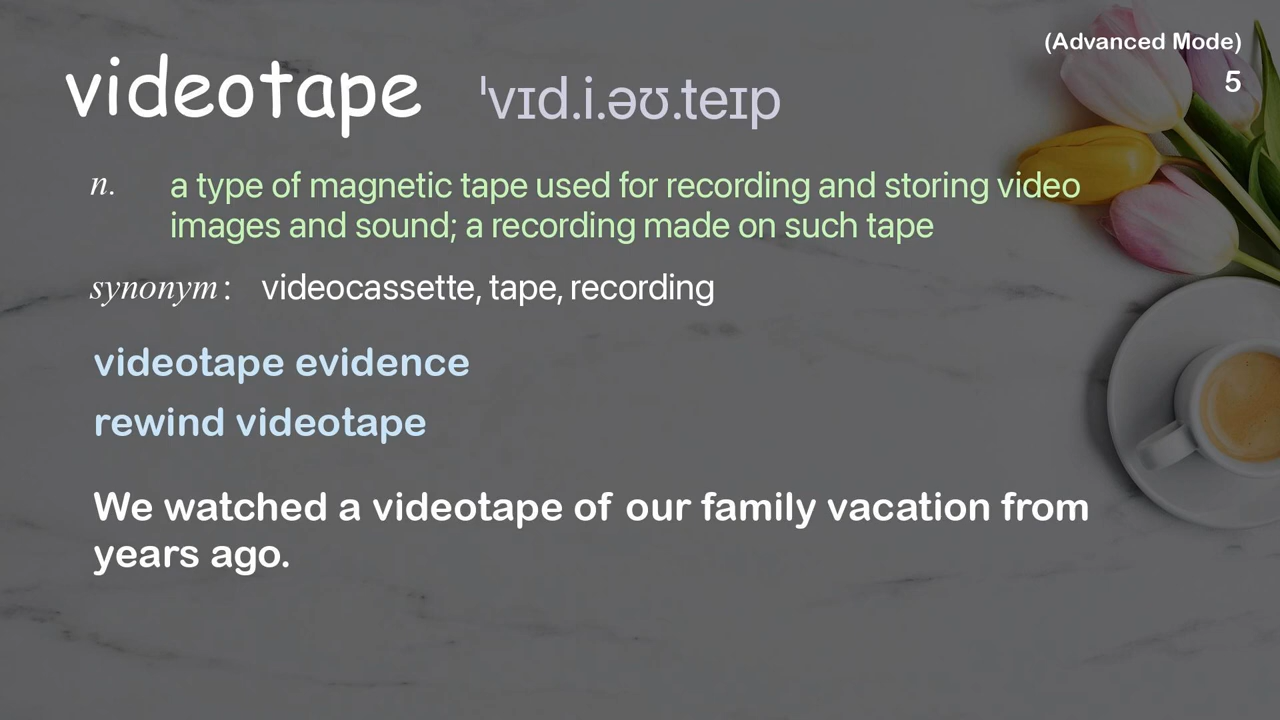 (Advanced Mode)
5
videotape ˈvɪd.i.əʊ.teɪp
n. a type of magnetic tape used for recording and storing video
images and sound; a recording made on such tape
synonym: videocassette, tape, recording
videotape evidence
rewind videotape
We watched a videotape of our family vacation from
years ago.